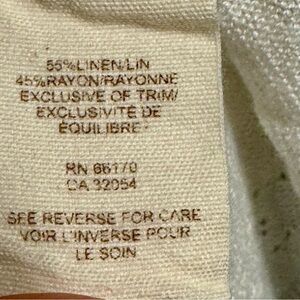 55%LINEN/LIN
45%RAYON/RAYONNE
EXCLUSIVE OF TRIM/
EXCLUSIVITÉ DE
ÉQUILIBRE
RN 66170
CA 32054
SEE REVERSE FOR CARE
VOIR L'INVERSE POUR
LE SOIN